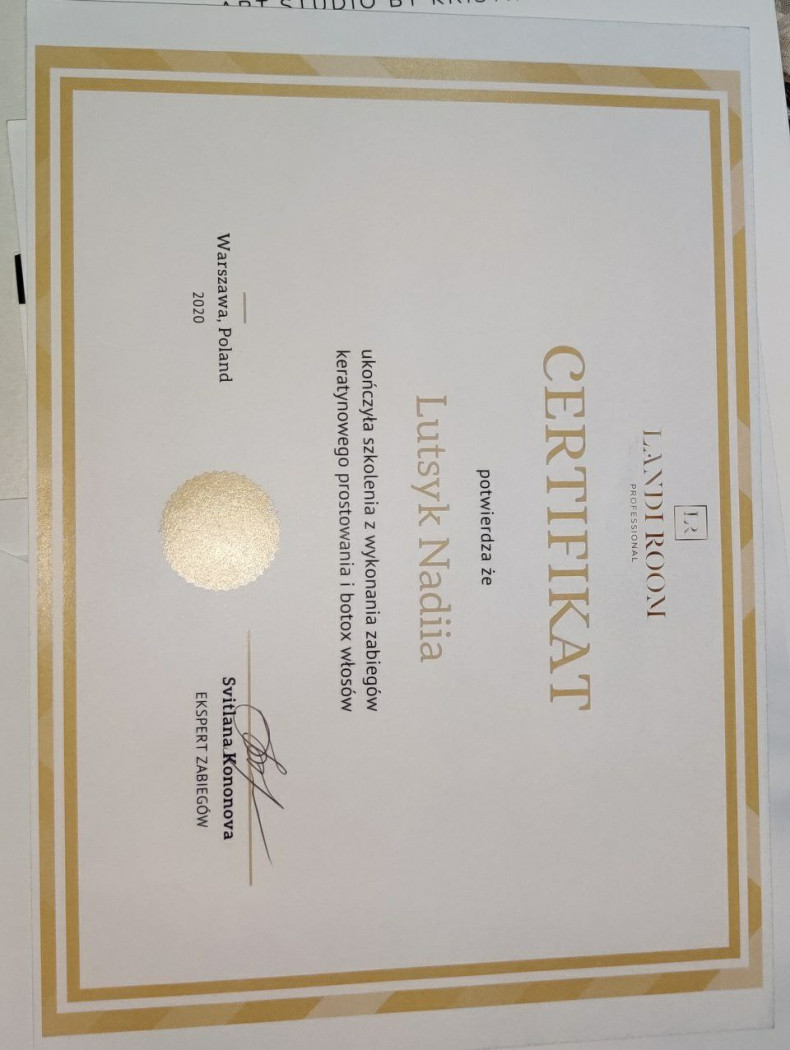 LR
LANDI ROOM
PROFESSIONAL
CERTIFIKAT
potwierdza że
Lutsyk Nadiia
ukończyła szkolenia z wykonania zabiegów
keratynowego prostowania i botox włosów
Warszawa, Poland
2020
Svitlana Kononova
EKSPERT ZABIEGÓW